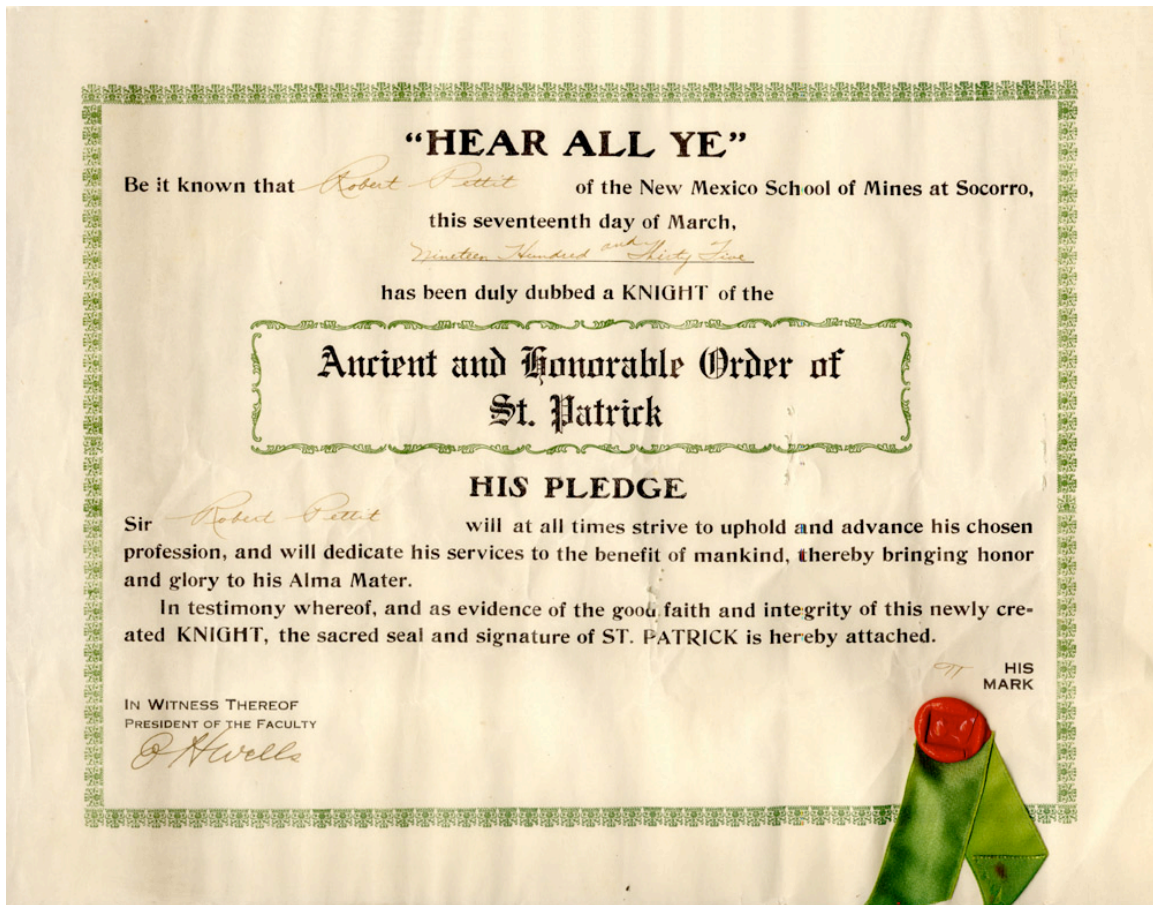 “HEAR ALL YE”
Be it known that Robert Pettit of the New Mexico School of Mines at Socorro,
this seventeenth day of March,
Nineteen Hundred and Thirty Five
has been duly dubbed a KNIGHT of the
Ancient and Honorable Order of
St. Patrick
HIS PLEDGE
Sir Robert Pettit will at all times strive to uphold and advance his chosen
profession, and will dedicate his services to the benefit of mankind, thereby bringing honor
and glory to his Alma Mater.
In testimony whereof, and as evidence of the good faith and integrity of this newly cre-
ated KNIGHT, the sacred seal and signature of ST. PATRICK is hereby attached.
HIS
MARK
IN WITNESS THEREOF
PRESIDENT OF THE FACULTY
Wells